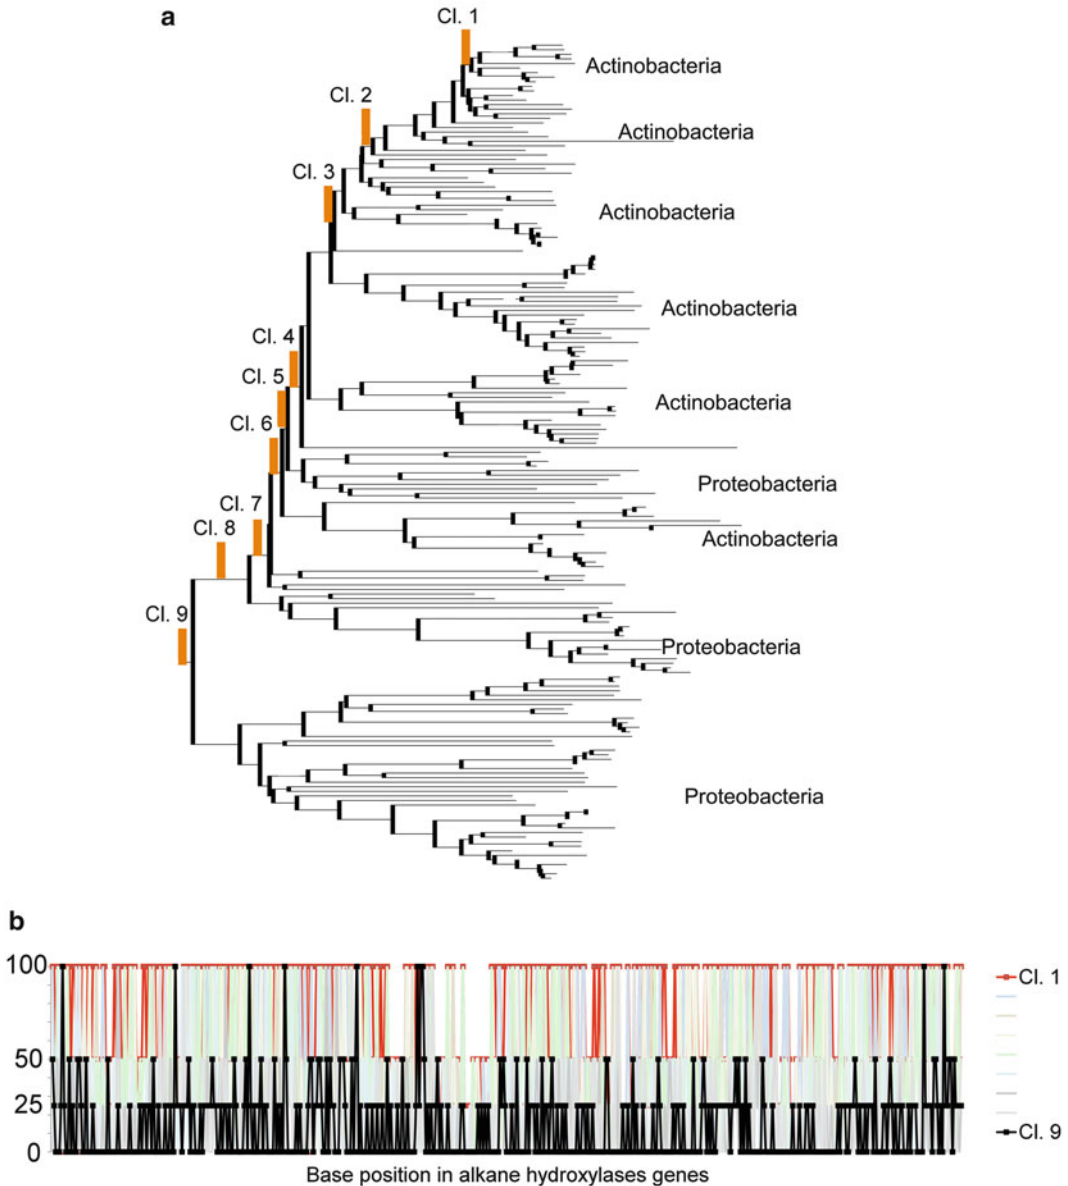 a
Cl. 1
Actinobacteria
Cl. 2
Actinobacteria
Cl. 3
Actinobacteria
Actinobacteria
Cl. 4
Cl. 5
Actinobacteria
Cl. 6
Proteobacteria
Cl. 7
Cl. 8
Actinobacteria
Cl. 9
Proteobacteria
Proteobacteria
b
100
Cl. 1
50
25
Cl. 9
0
Base position in alkane hydroxylases genes